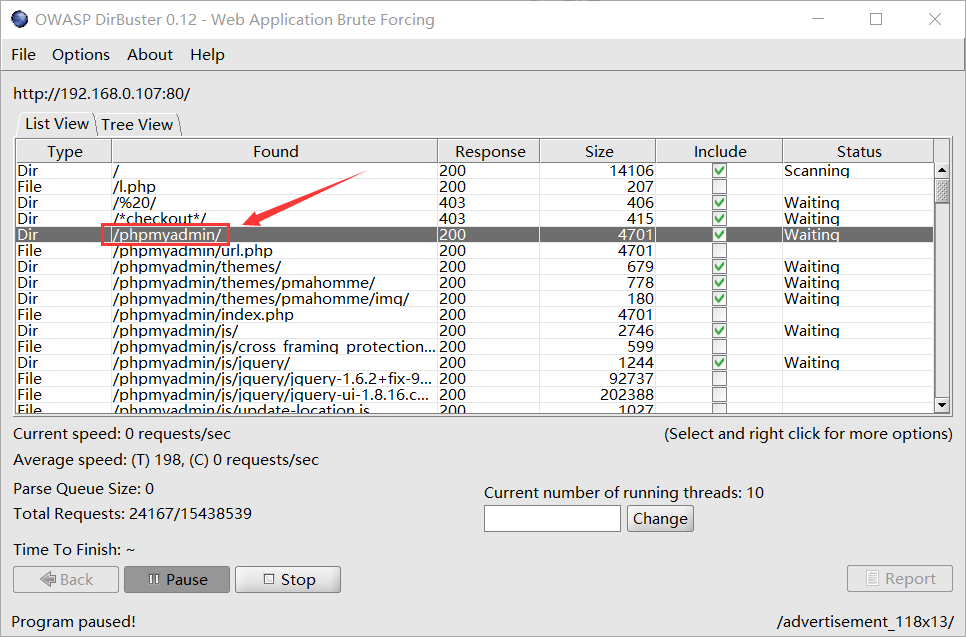 OWASP DirBuster 0.12 - Web Application Brute Forcing
File Options About Help
http://192.168.0.107:80/
List View Tree View
Type Found Response Size Include Status
Dir / 200 14106 Scanning
File /l.php 200 207
Dir /%20/ 403 406 Waiting
Dir /*checkout*/ 403 415 Waiting
Dir /phpmyadmin/ 200 4701 Waiting
File /phpmyadmin/url.php 200 4701
Dir /phpmyadmin/themes/ 200 679 Waiting
Dir /phpmyadmin/themes/pmahomme/ 200 778 Waiting
Dir /phpmyadmin/themes/pmahomme/img/ 200 180 Waiting
File /phpmyadmin/index.php 200 4701
Dir /phpmyadmin/js/ 200 2746 Waiting
File /phpmyadmin/js/cross_framing_protection... 200 599
Dir /phpmyadmin/js/jquery/ 200 1244 Waiting
File /phpmyadmin/js/jquery/jquery-1.6.2+fix-9... 200 92737
File /phpmyadmin/js/jquery/jquery-ui-1.8.16.c... 200 202388
File /phpmyadmin/js/update-location.js 200 1027
Current speed: 0 requests/sec (Select and right click for more options)
Average speed: (T) 198, (C) 0 requests/sec
Parse Queue Size: 0
Current number of running threads: 10
Total Requests: 24167/15438539
Change
Time To Finish: ~
Back Pause Stop Report
Program paused! /advertisement_118x13/